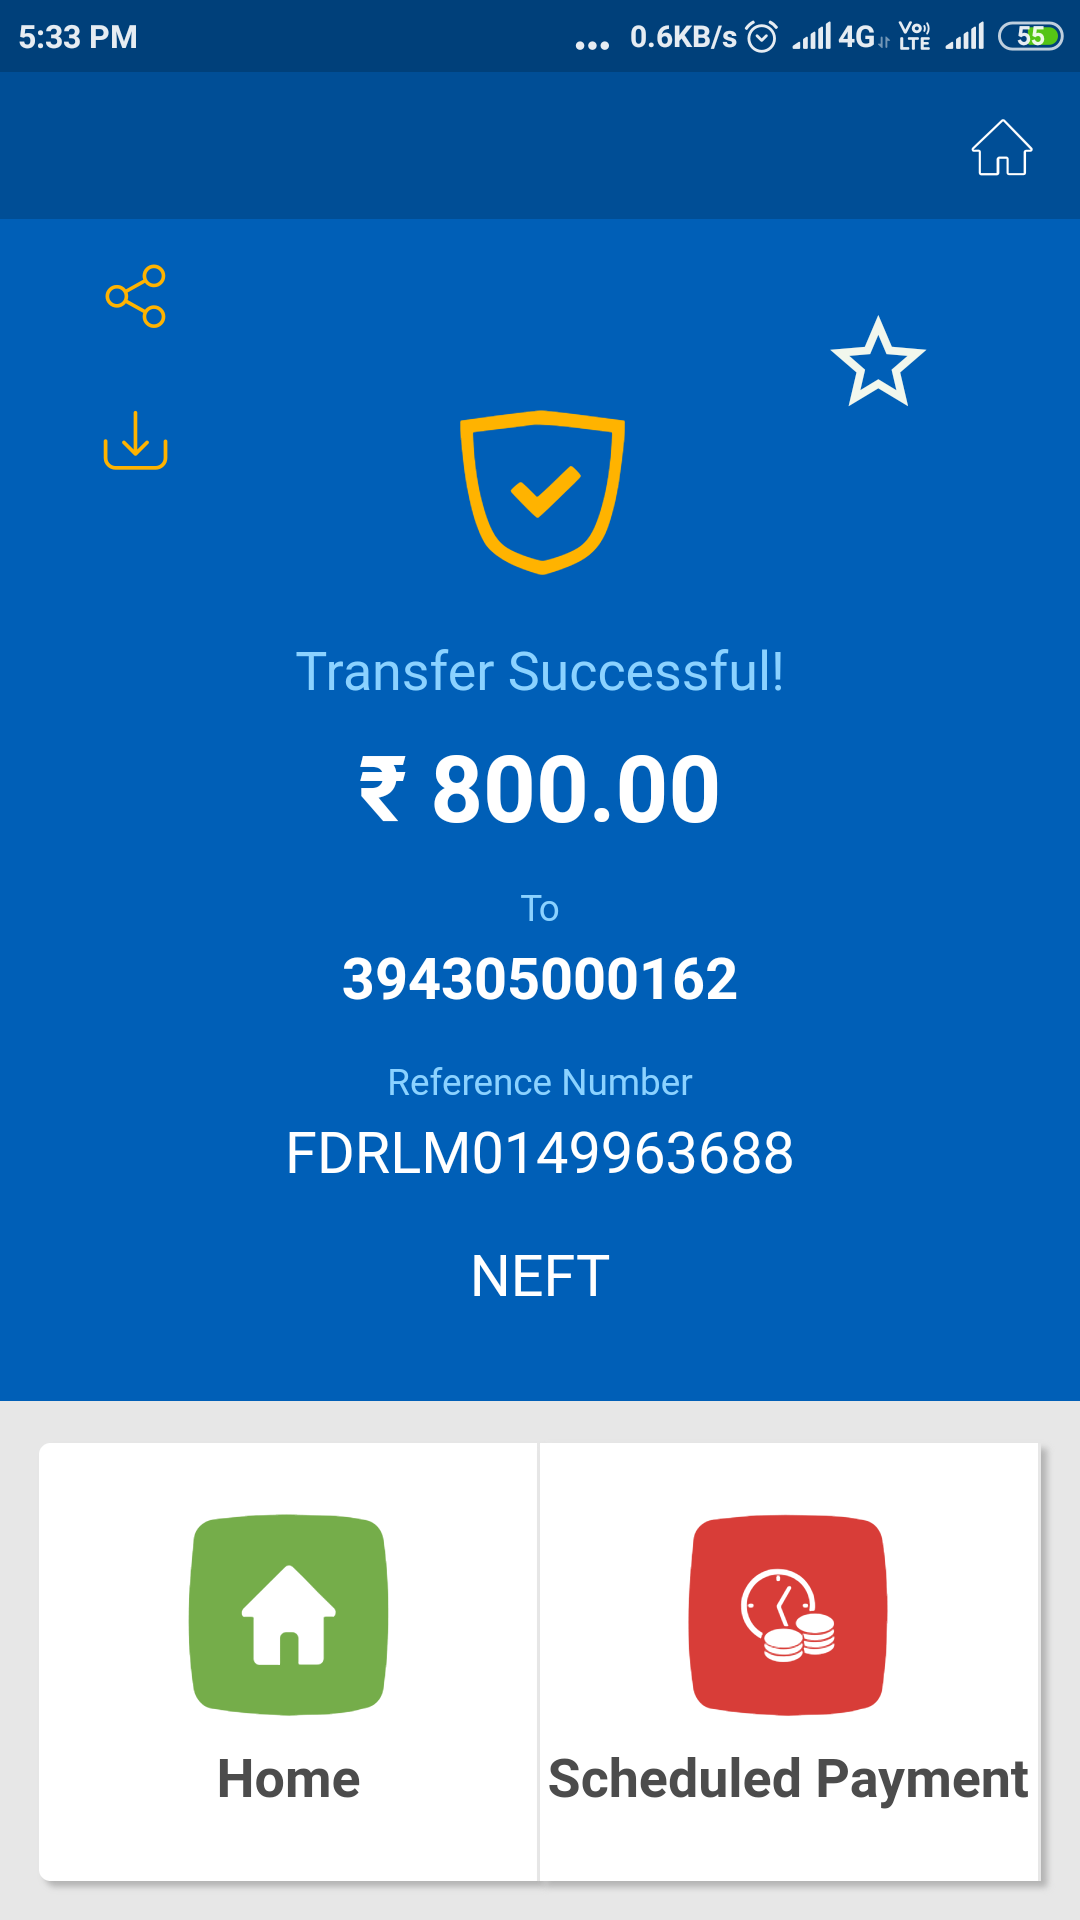 5:33 PM ... 0.6KB/s 4G Vo)) LTE 55
Transfer Successful!
₹ 800.00
To
394305000162
Reference Number
FDRLM0149963688
NEFT
Home
Scheduled Payment